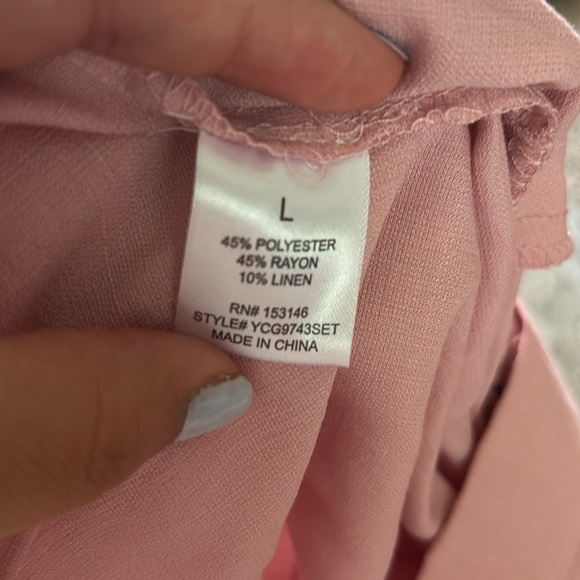 L
45% POLYESTER
45% RAYON
10% LINEN
RN# 153146
STYLE# YCG9743SET
MADE IN CHINA